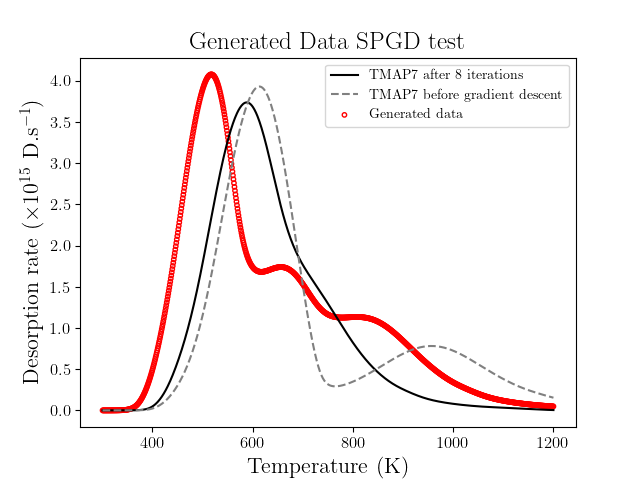 Generated Data SPGD test
TMAP7 after 8 iterations
TMAP7 before gradient descent
Generated data
Desorption rate (×10¹⁵ D.s⁻¹)
4.0
3.5
3.0
2.5
2.0
1.5
1.0
0.5
0.0
400 600 800 1000 1200
Temperature (K)